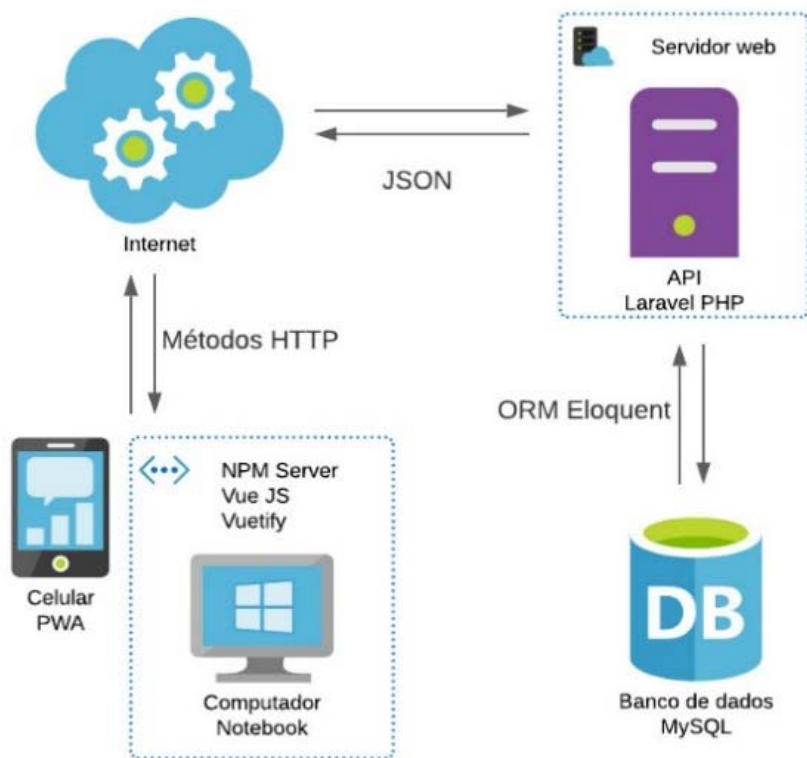 Servidor web
JSON
Internet
API
Laravel PHP
Métodos HTTP
ORM Eloquent
NPM Server
Vue JS
Vuetify
Celular
PWA
DB
Computador
Notebook
Banco de dados
MySQL